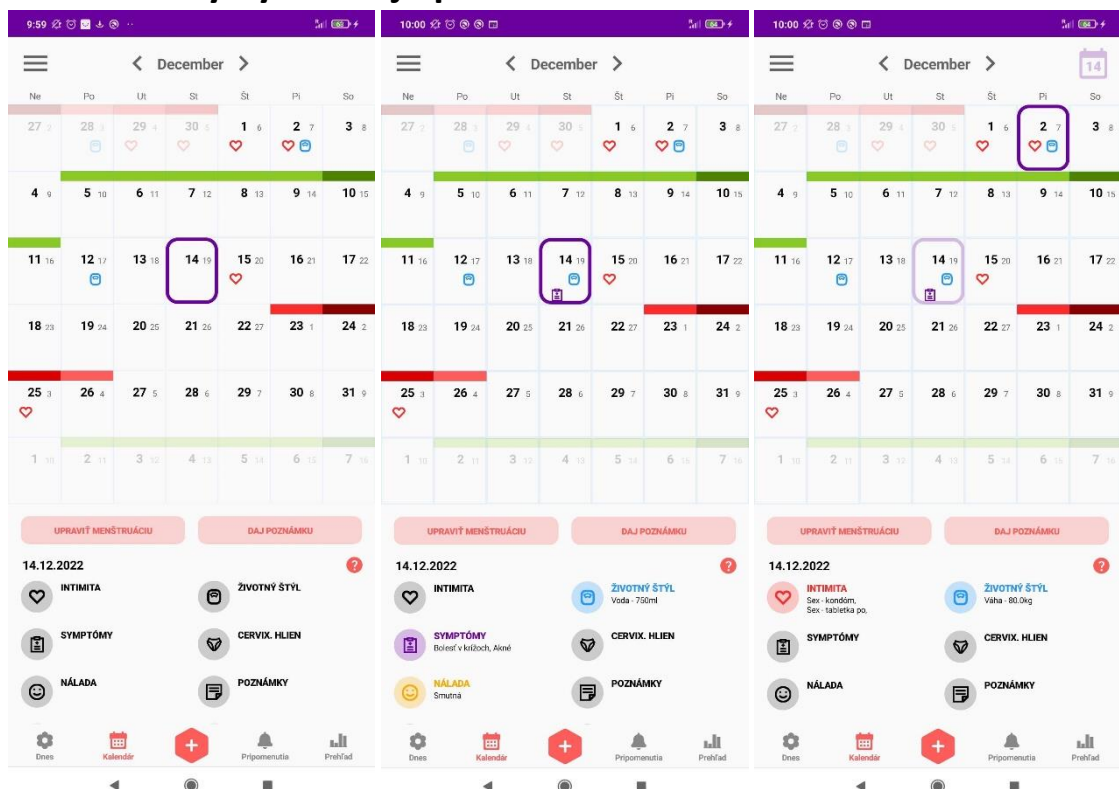 9:59
64
December
Ne Po Ut St Št Pi So
27 2 28 3 29 4 30 5 1 6 2 7 3 8
4 9 5 10 6 11 7 12 8 13 9 14 10 15
11 16 12 17 13 18 14 19 15 20 16 21 17 22
18 23 19 24 20 25 21 26 22 27 23 1 24 2
25 3 26 4 27 5 28 6 29 7 30 8 31 9
1 10 2 11 3 12 4 13 5 14 6 15 7 16
UPRAVIŤ MENŠTRUÁCIU DAJ POZNÁMKU
14.12.2022
INTIMITA ŽIVOTNÝ ŠTÝL
SYMPTÓMY CERVIX. HLIEN
NÁLADA POZNÁMKY
Dnes Kalendár Pripomenutia Prehľad
10:00
64
December
Ne Po Ut St Št Pi So
27 2 28 3 29 4 30 5 1 6 2 7 3 8
4 9 5 10 6 11 7 12 8 13 9 14 10 15
11 16 12 17 13 18 14 19 15 20 16 21 17 22
18 23 19 24 20 25 21 26 22 27 23 1 24 2
25 3 26 4 27 5 28 6 29 7 30 8 31 9
1 10 2 11 3 12 4 13 5 14 6 15 7 16
UPRAVIŤ MENŠTRUÁCIU DAJ POZNÁMKU
14.12.2022
INTIMITA ŽIVOTNÝ ŠTÝL
Voda - 750ml
SYMPTÓMY CERVIX. HLIEN
Bolesť v krížoch, Akné
NÁLADA POZNÁMKY
Smutná
Dnes Kalendár Pripomenutia Prehľad
10:00
64
December 14
Ne Po Ut St Št Pi So
27 2 28 3 29 4 30 5 1 6 2 7 3 8
4 9 5 10 6 11 7 12 8 13 9 14 10 15
11 16 12 17 13 18 14 19 15 20 16 21 17 22
18 23 19 24 20 25 21 26 22 27 23 1 24 2
25 3 26 4 27 5 28 6 29 7 30 8 31 9
1 10 2 11 3 12 4 13 5 14 6 15 7 16
UPRAVIŤ MENŠTRUÁCIU DAJ POZNÁMKU
14.12.2022
INTIMITA ŽIVOTNÝ ŠTÝL
Sex - kondóm, Váha - 80.0kg
Sex - tabletka po,
SYMPTÓMY CERVIX. HLIEN
NÁLADA POZNÁMKY
Dnes Kalendár Pripomenutia Prehľad